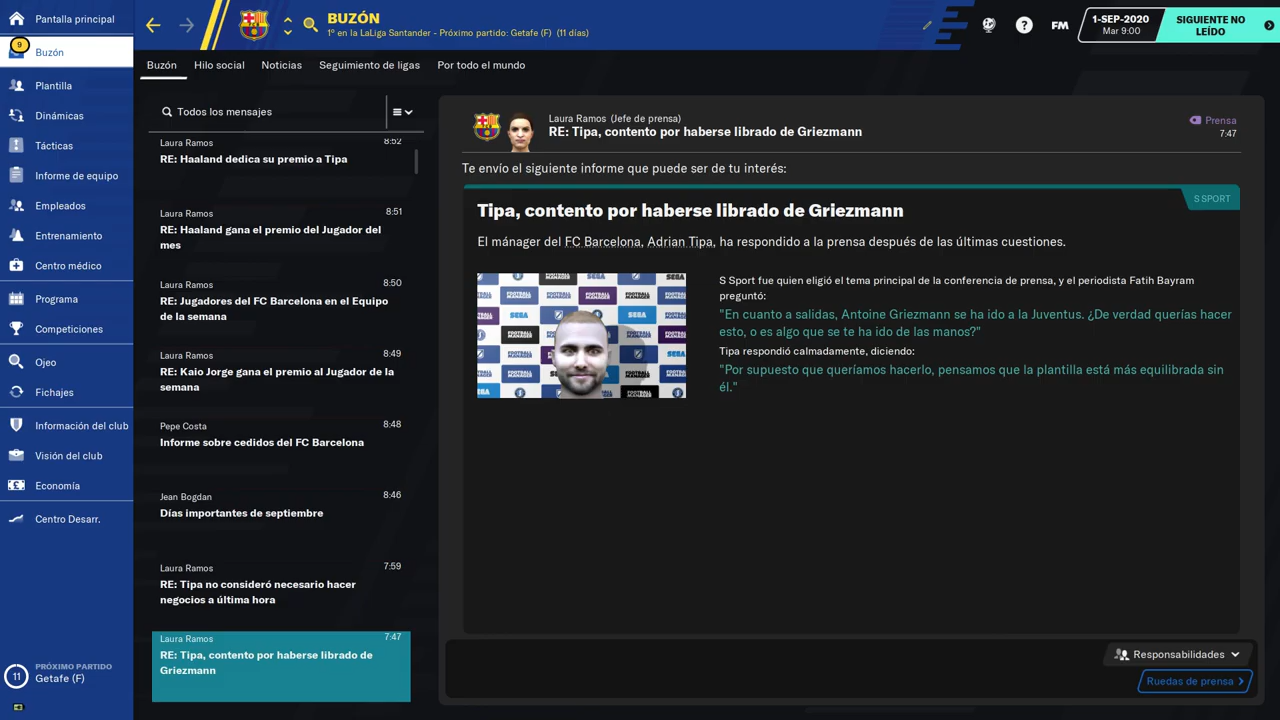 Pantalla principal
9
Buzón
Plantilla
Dinámicas
Tácticas
Informe de equipo
Empleados
Entrenamiento
Centro médico
Programa
Competiciones
Ojeo
Fichajes
Información del club
Visión del club
Economía
Centro Desarr.
11
PRÓXIMO PARTIDO
Getafe (F)
BUZÓN
1º en la LaLiga Santander - Próximo partido: Getafe (F) (11 días)
FM
1-SEP-2020
Mar 9:00
SIGUIENTE NO
LEÍDO
Buzón
Hilo social
Noticias
Seguimiento de ligas
Por todo el mundo
Todos los mensajes
Laura Ramos
8:52
RE: Haaland dedica su premio a Tipa
Laura Ramos
8:51
RE: Haaland gana el premio del Jugador del
mes
Laura Ramos
8:50
RE: Jugadores del FC Barcelona en el Equipo
de la semana
Laura Ramos
8:49
RE: Kaio Jorge gana el premio al Jugador de la
semana
Pepe Costa
8:48
Informe sobre cedidos del FC Barcelona
Jean Bogdan
8:46
Días importantes de septiembre
Laura Ramos
7:59
RE: Tipa no consideró necesario hacer
negocios a última hora
Laura Ramos
7:47
RE: Tipa, contento por haberse librado de
Griezmann
Laura Ramos (Jefe de prensa)
RE: Tipa, contento por haberse librado de Griezmann
Prensa
7:47
Te envío el siguiente informe que puede ser de tu interés:
S SPORT
Tipa, contento por haberse librado de Griezmann
El mánager del FC Barcelona, Adrian Tipa, ha respondido a la prensa después de las últimas cuestiones.
S Sport fue quien eligió el tema principal de la conferencia de prensa, y el periodista Fatih Bayram
preguntó:
"En cuanto a salidas, Antoine Griezmann se ha ido a la Juventus. ¿De verdad querías hacer
esto, o es algo que se te ha ido de las manos?"
Tipa respondió calmadamente, diciendo:
"Por supuesto que queríamos hacerlo, pensamos que la plantilla está más equilibrada sin
él."
Responsabilidades
Ruedas de prensa